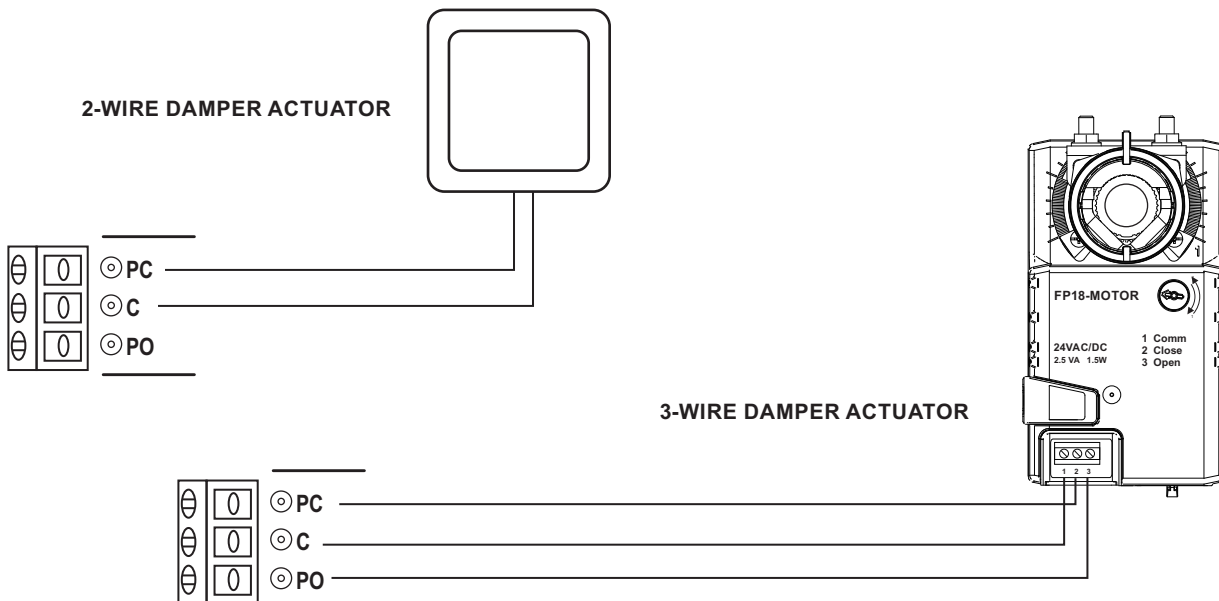 2-WIRE DAMPER ACTUATOR
PC
C
PO
FP18-MOTOR
24VAC/DC
2.5 VA 1.5W
1 Comm
2 Close
3 Open
3-WIRE DAMPER ACTUATOR
1 2 3
PC
C
PO